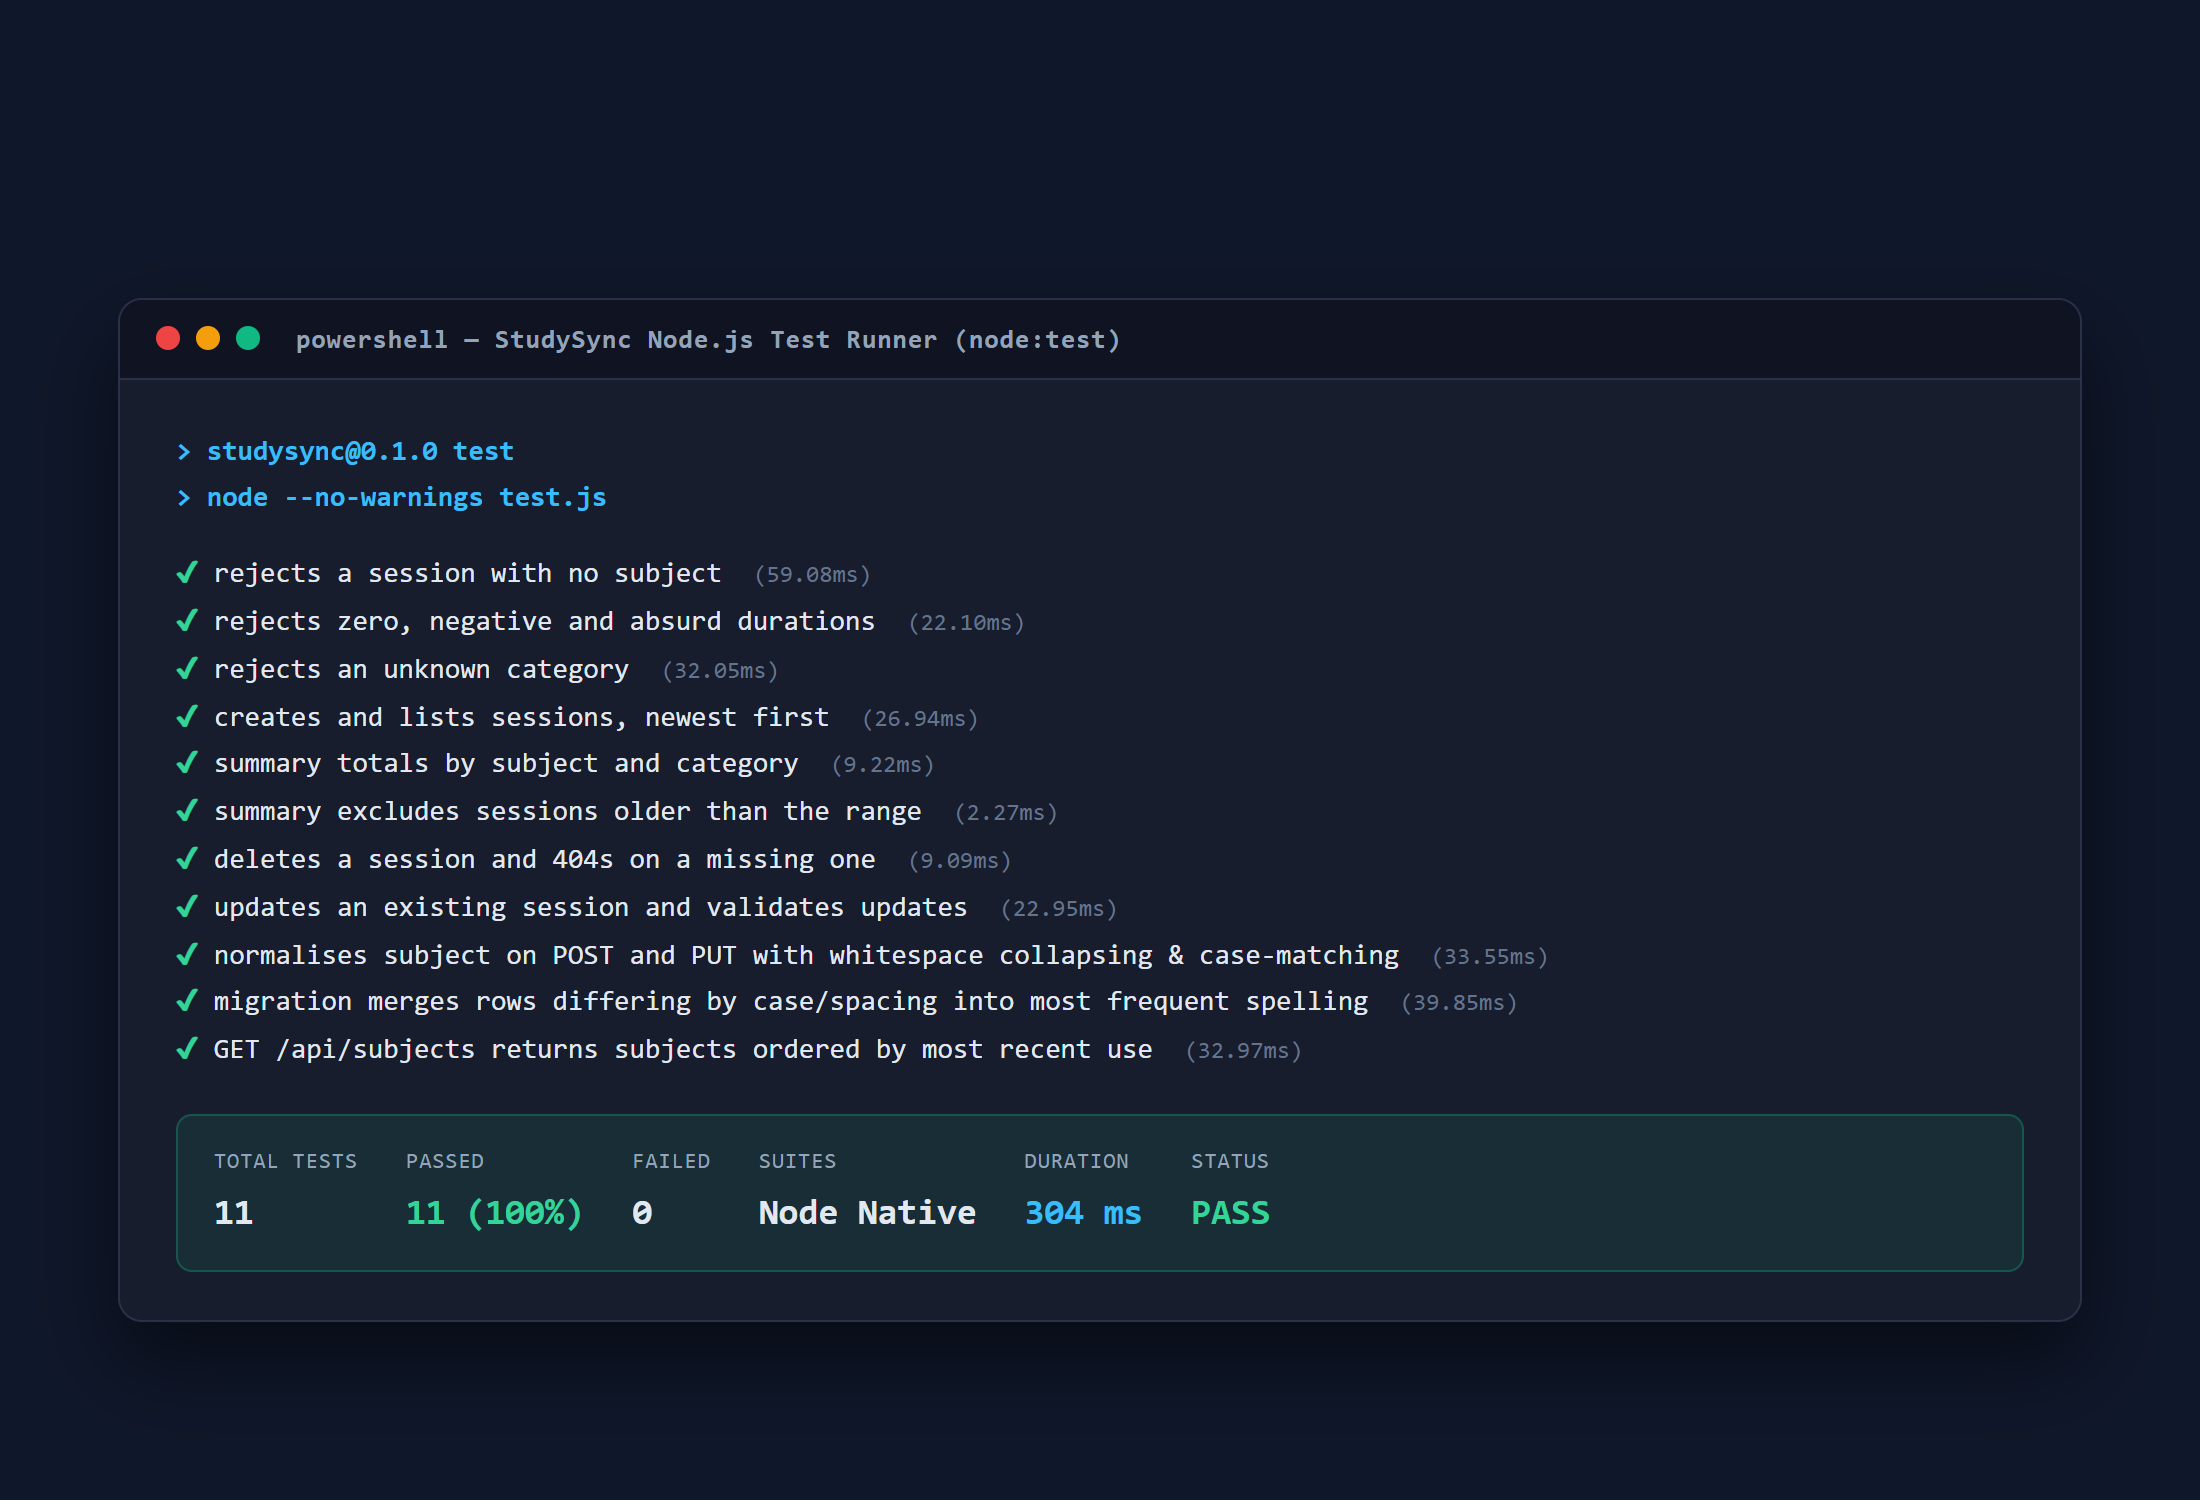 powershell — StudySync Node.js Test Runner (node:test)
> studysync@0.1.0 test
> node --no-warnings test.js
✔ rejects a session with no subject (59.08ms)
✔ rejects zero, negative and absurd durations (22.10ms)
✔ rejects an unknown category (32.05ms)
✔ creates and lists sessions, newest first (26.94ms)
✔ summary totals by subject and category (9.22ms)
✔ summary excludes sessions older than the range (2.27ms)
✔ deletes a session and 404s on a missing one (9.09ms)
✔ updates an existing session and validates updates (22.95ms)
✔ normalises subject on POST and PUT with whitespace collapsing & case-matching (33.55ms)
✔ migration merges rows differing by case/spacing into most frequent spelling (39.85ms)
✔ GET /api/subjects returns subjects ordered by most recent use (32.97ms)
TOTAL TESTS PASSED FAILED SUITES DURATION STATUS
11 11 (100%) 0 Node Native 304 ms PASS